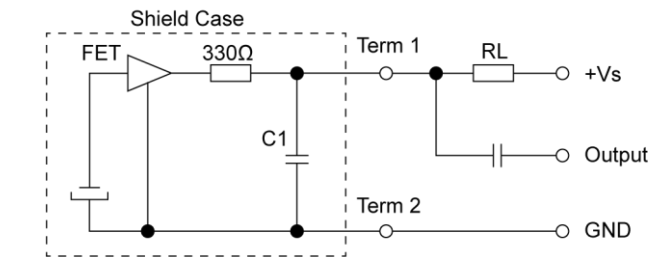 Shield Case
FET
330Ω
Term 1
RL
+Vs
C1
Output
Term 2
GND